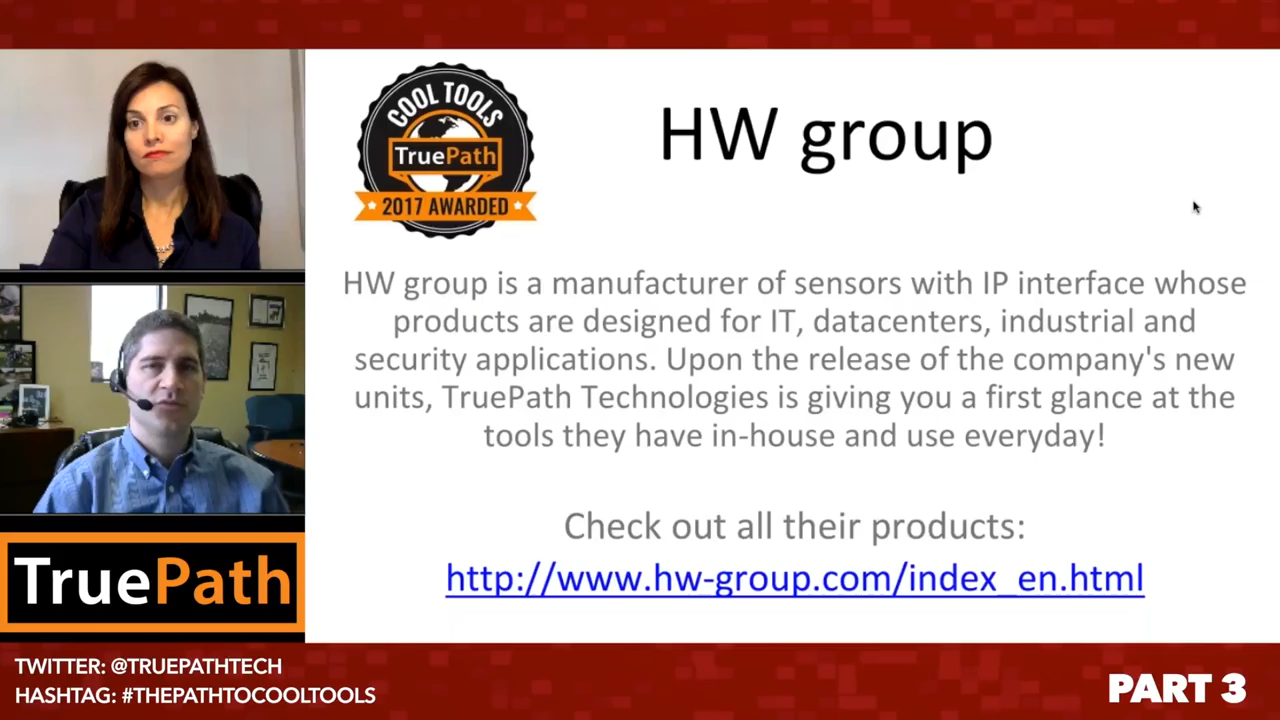 COOL TOOLS
TruePath
2017 AWARDED
HW group
HW group is a manufacturer of sensors with IP interface whose
products are designed for IT, datacenters, industrial and
security applications. Upon the release of the company's new
units, TruePath Technologies is giving you a first glance at the
tools they have in-house and use everyday!
Check out all their products:
http://www.hw-group.com/index_en.html
TruePath
TWITTER: @TRUEPATHTECH
HASHTAG: #THEPATHTOCOOLTOOLS
PART 3